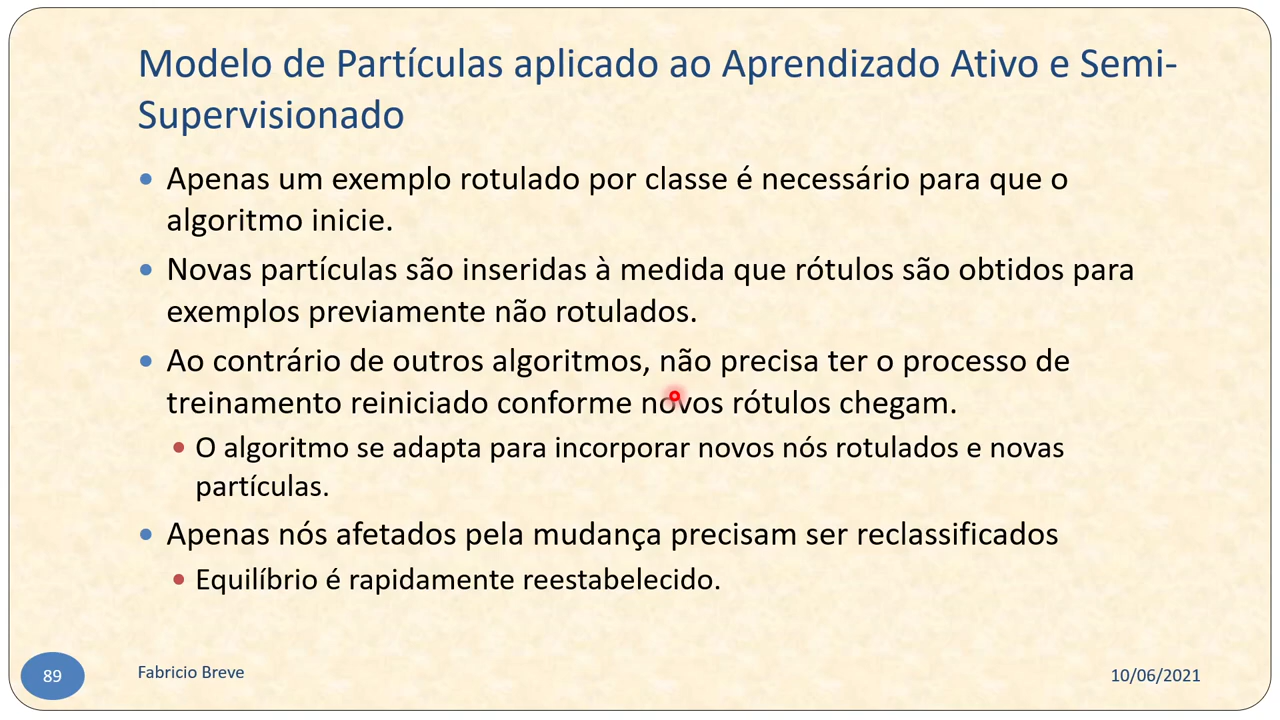 Modelo de Partículas aplicado ao Aprendizado Ativo e Semi-
Supervisionado
• Apenas um exemplo rotulado por classe é necessário para que o
algoritmo inicie.
• Novas partículas são inseridas à medida que rótulos são obtidos para
exemplos previamente não rotulados.
• Ao contrário de outros algoritmos, não precisa ter o processo de
treinamento reiniciado conforme novos rótulos chegam.
• O algoritmo se adapta para incorporar novos nós rotulados e novas
partículas.
• Apenas nós afetados pela mudança precisam ser reclassificados
• Equilíbrio é rapidamente reestabelecido.
89
Fabricio Breve
10/06/2021